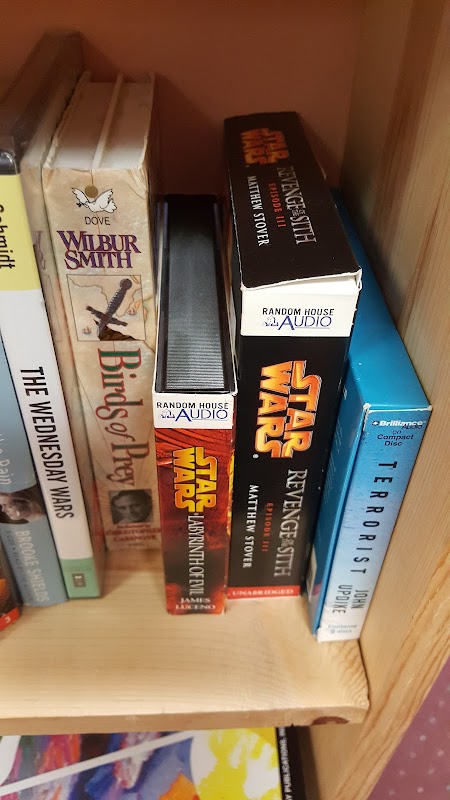 Schmidt
THE WEDNESDAY WARS
the Rain
BROOKE SHIELDS
DOVE
WILBUR
SMITH
Birds of Prey
RANDOM HOUSE
AUDIO
STAR
WARS
LABYRINTH OF EVIL
JAMES
LUCENO
STAR
WARS
REVENGE OF THE SITH
EPISODE III
MATTHEW STOVER
RANDOM HOUSE
AUDIO
STAR
WARS
REVENGE OF THE SITH
EPISODE III
MATTHEW STOVER
UNABRIDGED
Brilliance
on
Compact
Disc
TERRORIST
JOHN
UPDIKE